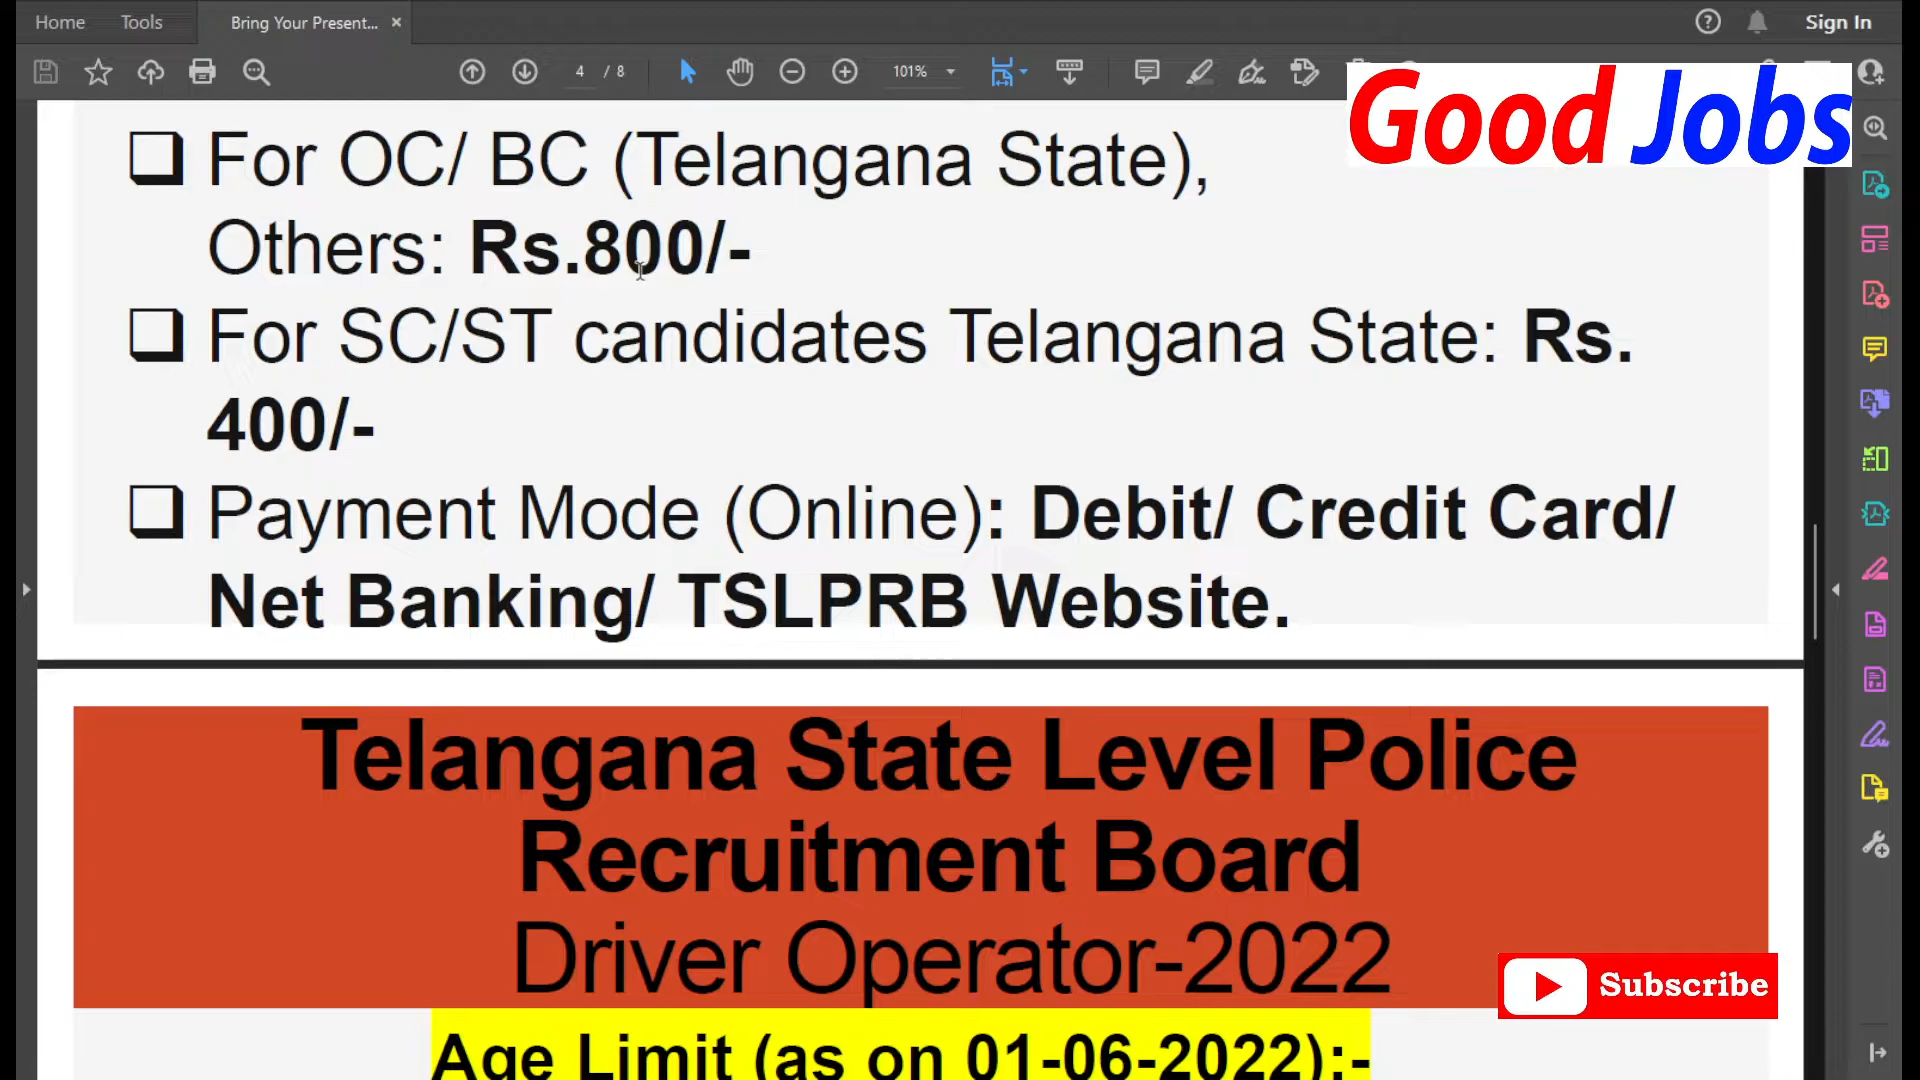 Home Tools Bring Your Present... × Sign In
4 / 8 101%
Good Jobs
For OC/ BC (Telangana State),
Others: Rs.800/-
For SC/ST candidates Telangana State: Rs.
400/-
Payment Mode (Online): Debit/ Credit Card/
Net Banking/ TSLPRB Website.
Telangana State Level Police
Recruitment Board
Driver Operator-2022
Subscribe
Age Limit (as on 01-06-2022):-